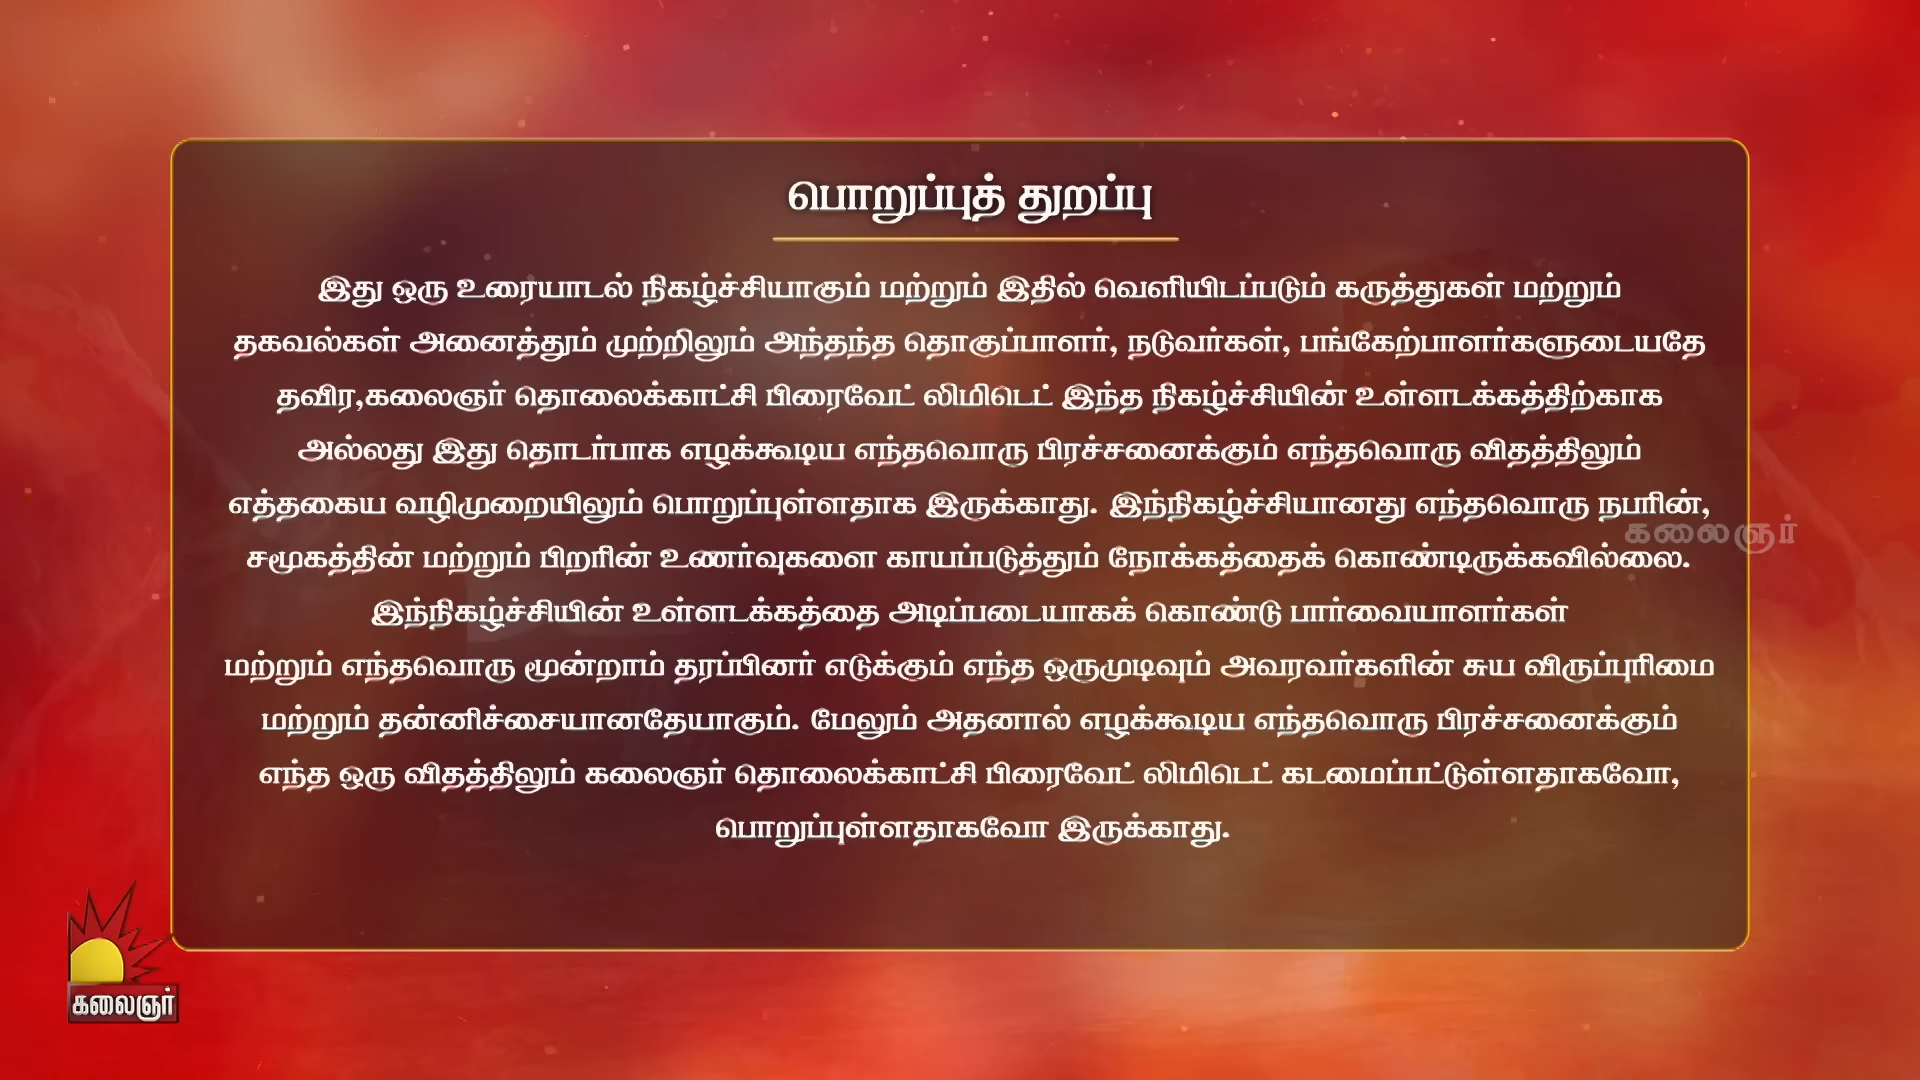 பொறுப்புத் துறப்பு
இது ஒரு உரையாடல் நிகழ்ச்சியாகும் மற்றும் இதில் வெளியிடப்படும் கருத்துகள் மற்றும்
தகவல்கள் அனைத்தும் முற்றிலும் அந்தந்த தொகுப்பாளர், நடுவர்கள், பங்கேற்பாளர்களுடையதே
தவிர,கலைஞர் தொலைக்காட்சி பிரைவேட் லிமிடெட் இந்த நிகழ்ச்சியின் உள்ளடக்கத்திற்காக
அல்லது இது தொடர்பாக எழக்கூடிய எந்தவொரு பிரச்சனைக்கும் எந்தவொரு விதத்திலும்
எத்தகைய வழிமுறையிலும் பொறுப்புள்ளதாக இருக்காது. இந்நிகழ்ச்சியானது எந்தவொரு நபரின்,
சமூகத்தின் மற்றும் பிறரின் உணர்வுகளை காயப்படுத்தும் நோக்கத்தைக் கொண்டிருக்கவில்லை.
இந்நிகழ்ச்சியின் உள்ளடக்கத்தை அடிப்படையாகக் கொண்டு பார்வையாளர்கள்
மற்றும் எந்தவொரு மூன்றாம் தரப்பினர் எடுக்கும் எந்த ஒருமுடிவும் அவரவர்களின் சுய விருப்புரிமை
மற்றும் தன்னிச்சையானதேயாகும். மேலும் அதனால் எழக்கூடிய எந்தவொரு பிரச்சனைக்கும்
எந்த ஒரு விதத்திலும் கலைஞர் தொலைக்காட்சி பிரைவேட் லிமிடெட் கடமைப்பட்டுள்ளதாகவோ,
பொறுப்புள்ளதாகவோ இருக்காது.
கலைஞர்
கலைஞர்